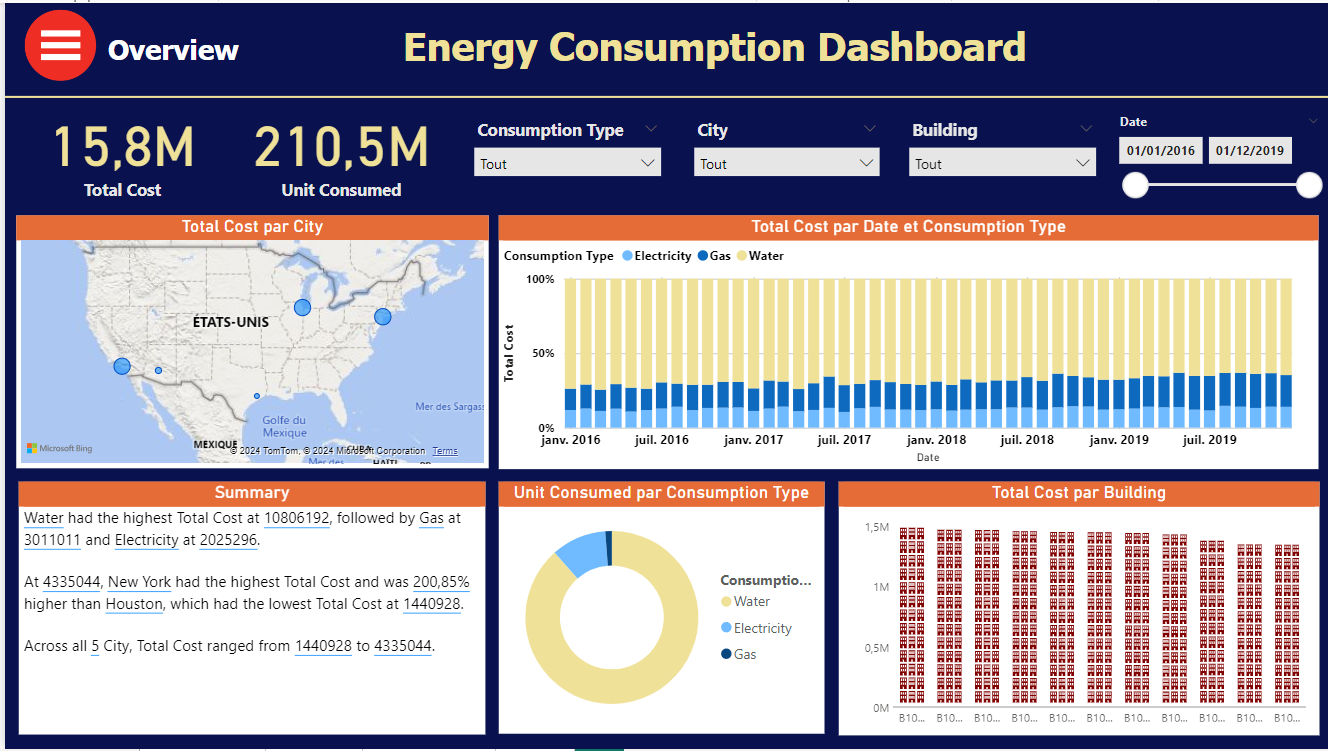 Overview
Energy Consumption Dashboard
15,8M
Total Cost
210,5M
Unit Consumed
Consumption Type
Tout
City
Tout
Building
Tout
Date
01/01/2016
01/12/2019
Total Cost par City
ÉTATS-UNIS
Golfe du
Mexique
Mer des Sargass
MEXIQUE
CUBA
HAÏTI
Mer des
Microsoft Bing
© 2024 TomTom, © 2024 Microsoft Corporation Terms
Total Cost par Date et Consumption Type
Consumption Type Electricity Gas Water
Total Cost
100%
50%
0%
janv. 2016 juil. 2016 janv. 2017 juil. 2017 janv. 2018 juil. 2018 janv. 2019 juil. 2019
Date
Summary
Water had the highest Total Cost at 10806192, followed by Gas at
3011011 and Electricity at 2025296.
At 4335044, New York had the highest Total Cost and was 200,85%
higher than Houston, which had the lowest Total Cost at 1440928.
Across all 5 City, Total Cost ranged from 1440928 to 4335044.
Unit Consumed par Consumption Type
Consumptio...
Water
Electricity
Gas
Total Cost par Building
1,5M
1M
0,5M
0M
B10... B10... B10... B10... B10... B10... B10... B10... B10... B10... B10...